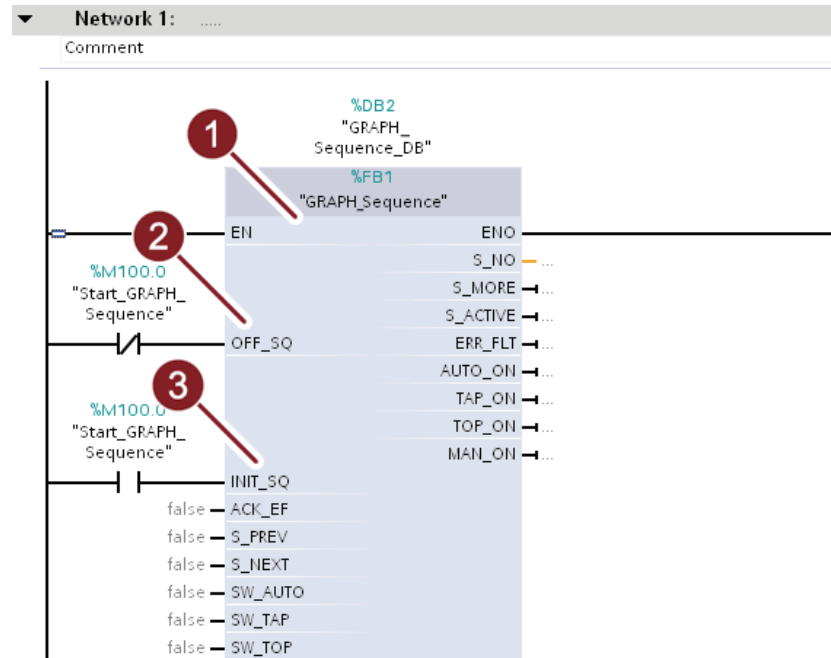 Network 1: .....
Comment
%DB2
"GRAPH_
Sequence_DB"
%FB1
"GRAPH_Sequence"
1
EN ENO
2
S_NO ...
%M100.0
"Start_GRAPH_
Sequence"
S_MORE ...
S_ACTIVE ...
OFF_SQ ERR_FLT ...
AUTO_ON ...
3
TAP_ON ...
%M100.0
"Start_GRAPH_
Sequence"
TOP_ON ...
MAN_ON ...
INIT_SQ
false ACK_EF
false S_PREV
false S_NEXT
false SW_AUTO
false SW_TAP
false SW_TOP